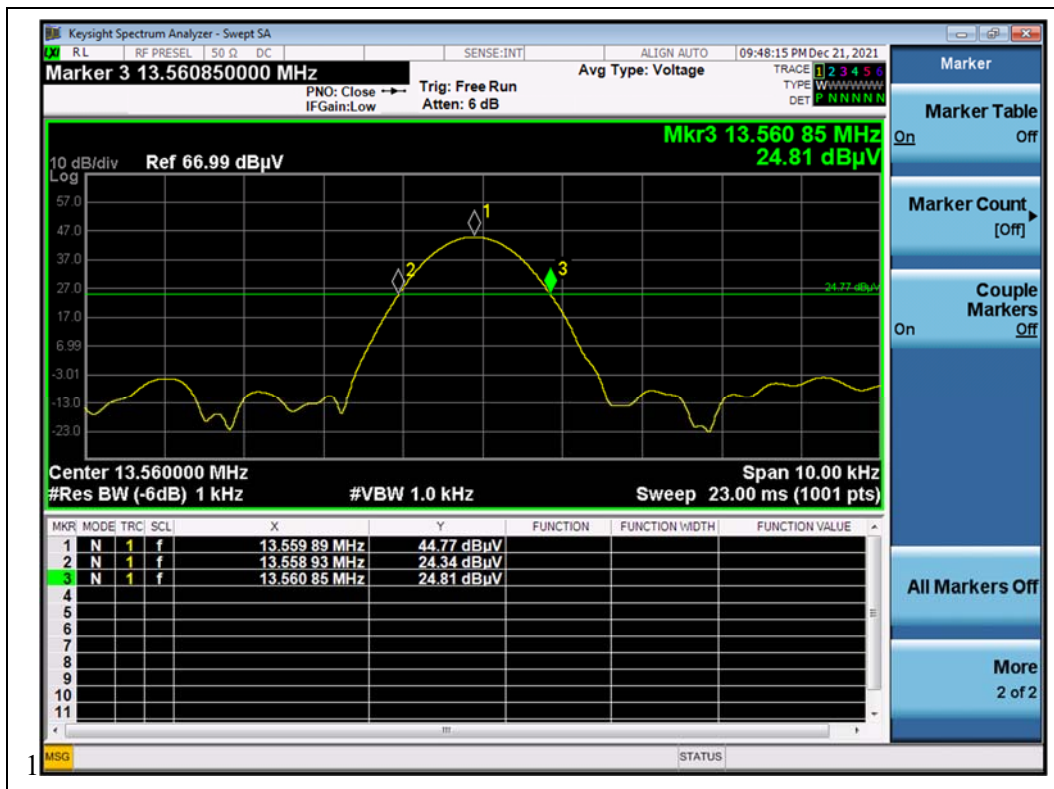 Keysight Spectrum Analyzer - Swept SA
LXI RL RF PRESEL 50 Ω DC SENSE:INT ALIGN AUTO 09:48:15 PM Dec 21, 2021
Marker 3 13.560850000 MHz
PNO: Close
IFGain:Low
Trig: Free Run
Atten: 6 dB
Avg Type: Voltage
TRACE 1 2 3 4 5 6
TYPE WWWWWW
DET P N N N N N
Mkr3 13.560 85 MHz
24.81 dBµV
10 dB/div Ref 66.99 dBµV
Log
57.0
47.0
37.0
27.0
17.0
6.99
-3.01
-13.0
-23.0
1
2
3
24.77 dBµV
Center 13.560000 MHz Span 10.00 kHz
#Res BW (-6dB) 1 kHz #VBW 1.0 kHz Sweep 23.00 ms (1001 pts)
MKR MODE TRC SCL X Y FUNCTION FUNCTION WIDTH FUNCTION VALUE
1 N 1 f 13.559 89 MHz 44.77 dBµV
2 N 1 f 13.558 93 MHz 24.34 dBµV
3 N 1 f 13.560 85 MHz 24.81 dBµV
4
5
6
7
8
9
10
11
MSG STATUS
Marker
Marker Table
On Off
Marker Count
[Off]
Couple
Markers
On Off
All Markers Off
More
2 of 2
1